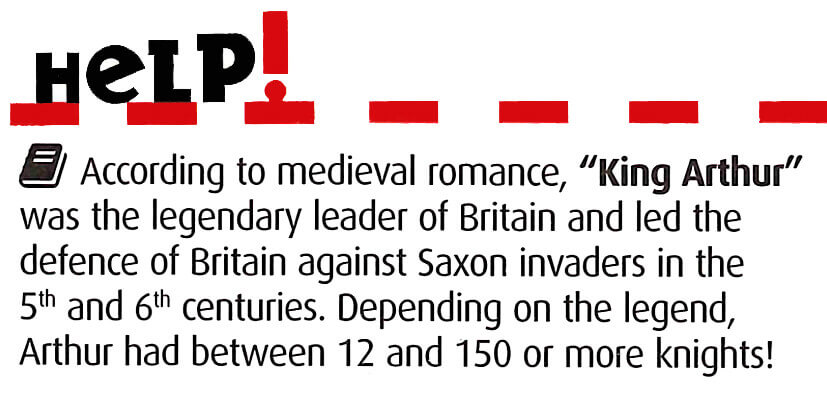 HeLP!
According to medieval romance, “King Arthur”
was the legendary leader of Britain and led the
defence of Britain against Saxon invaders in the
5th and 6th centuries. Depending on the legend,
Arthur had between 12 and 150 or more knights!